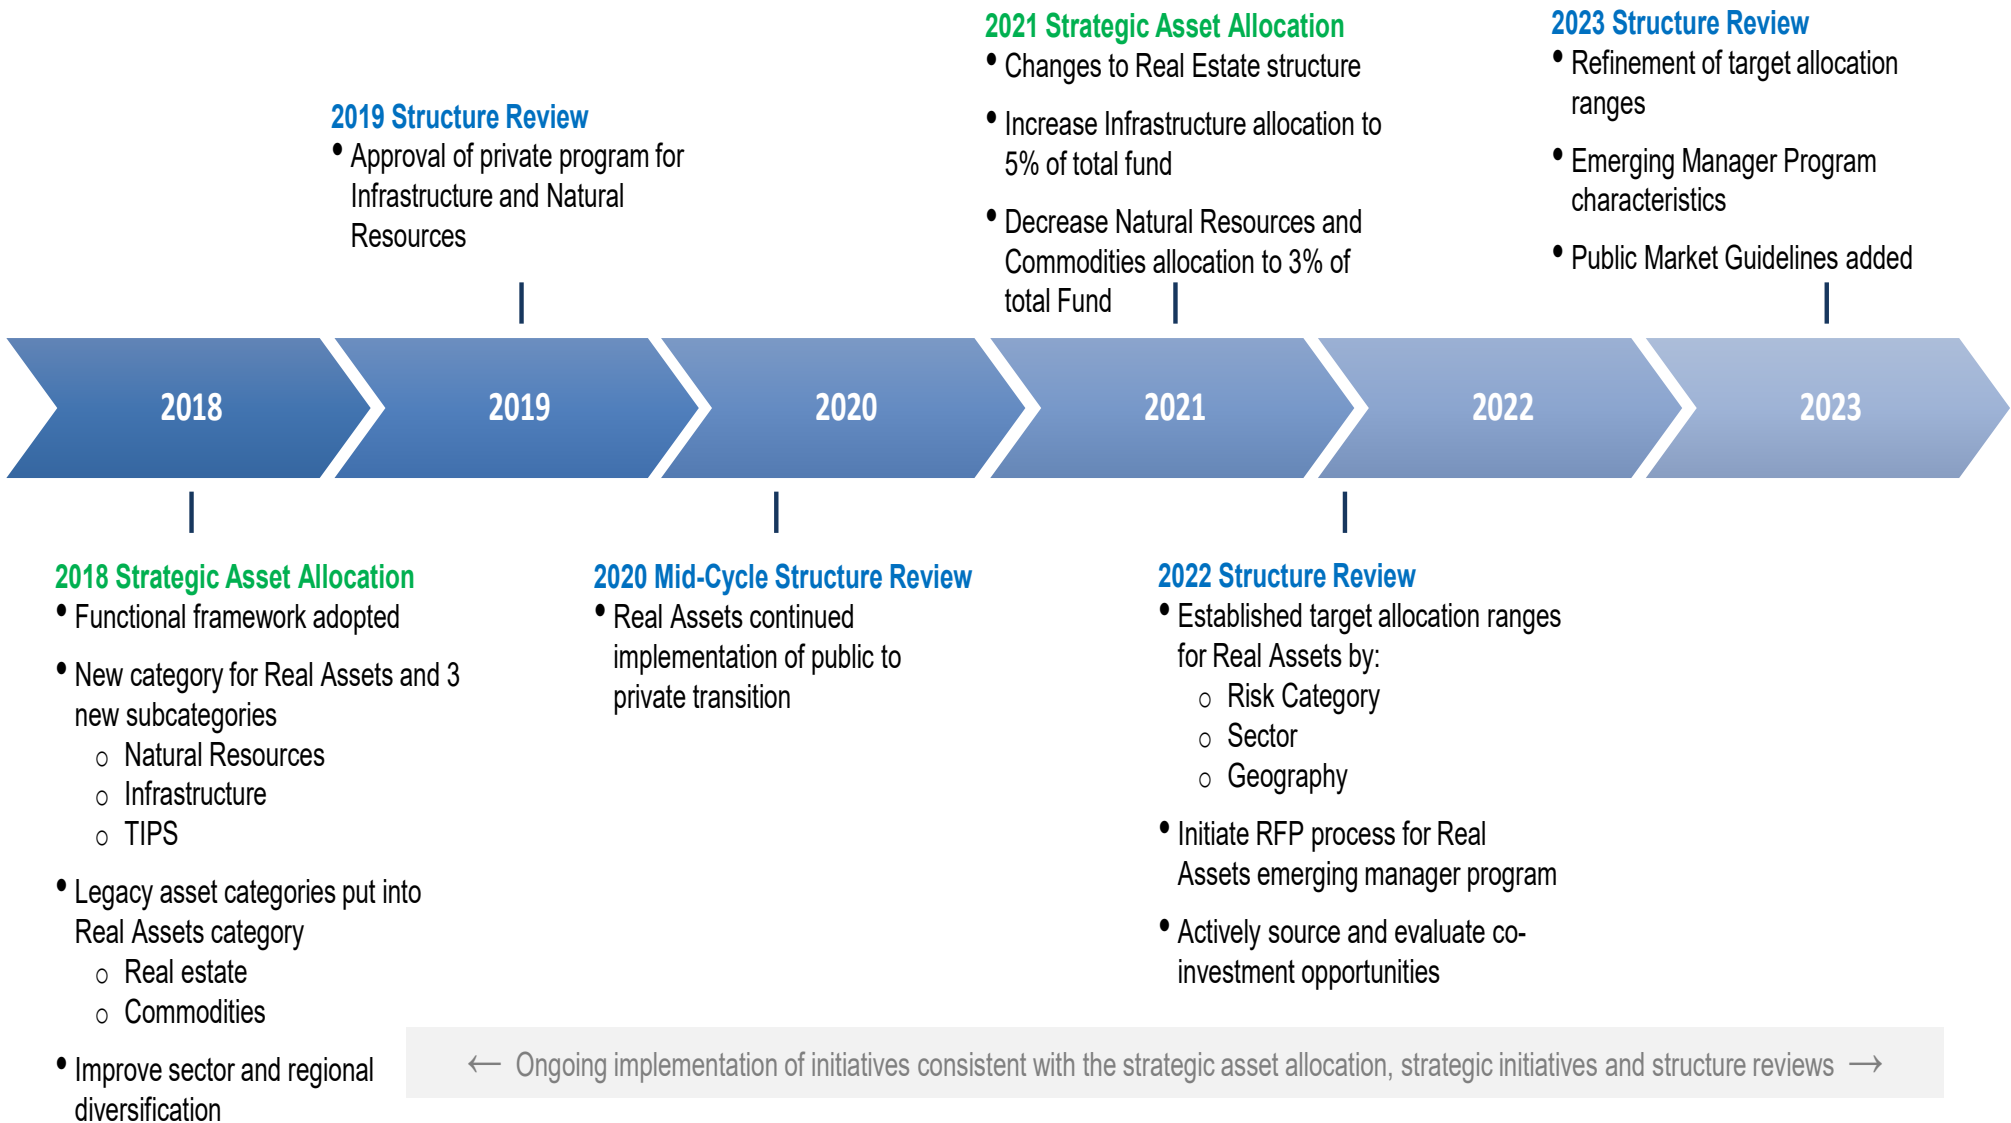 2019 Structure Review
• Approval of private program for
Infrastructure and Natural
Resources
2021 Strategic Asset Allocation
• Changes to Real Estate structure
• Increase Infrastructure allocation to
5% of total fund
• Decrease Natural Resources and
Commodities allocation to 3% of
total Fund
2023 Structure Review
• Refinement of target allocation
ranges
• Emerging Manager Program
characteristics
• Public Market Guidelines added
2018
2019
2020
2021
2022
2023
2018 Strategic Asset Allocation
• Functional framework adopted
• New category for Real Assets and 3
new subcategories
o Natural Resources
o Infrastructure
o TIPS
• Legacy asset categories put into
Real Assets category
o Real estate
o Commodities
• Improve sector and regional
diversification
2020 Mid-Cycle Structure Review
• Real Assets continued
implementation of public to
private transition
2022 Structure Review
• Established target allocation ranges
for Real Assets by:
o Risk Category
o Sector
o Geography
• Initiate RFP process for Real
Assets emerging manager program
• Actively source and evaluate co-
investment opportunities
← Ongoing implementation of initiatives consistent with the strategic asset allocation, strategic initiatives and structure reviews →